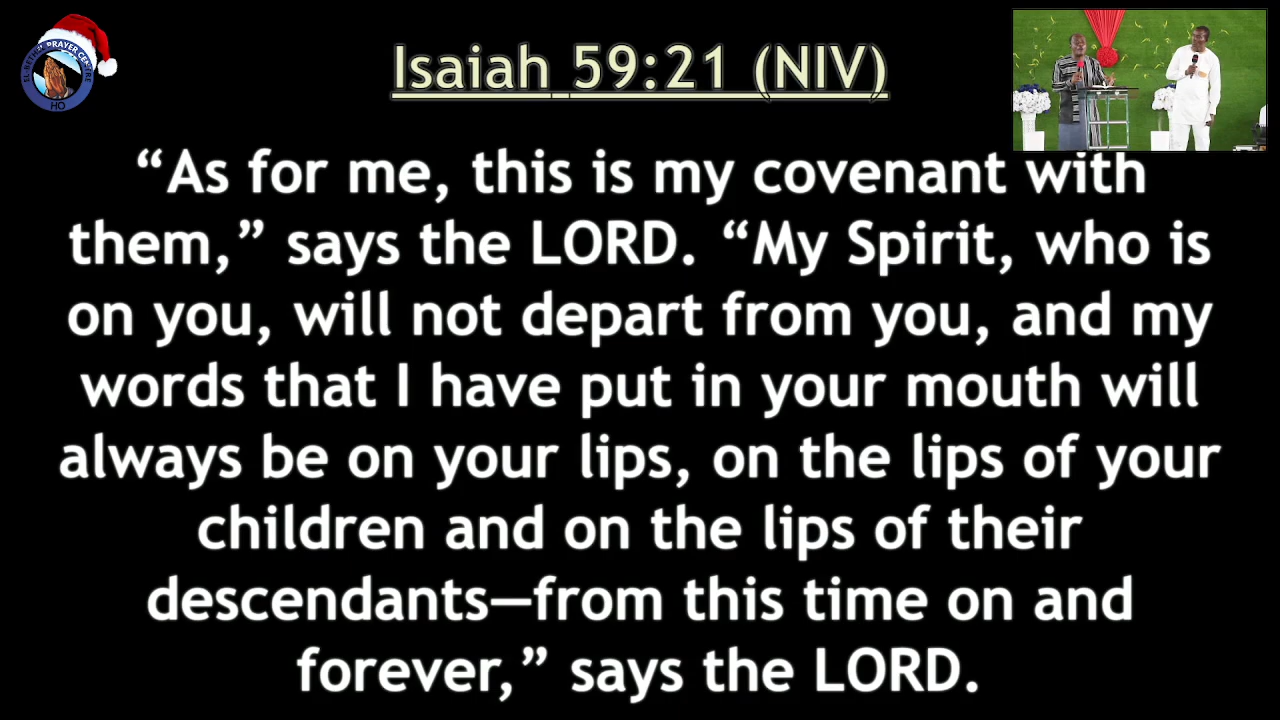 PRAYER CENTRE
HO
Isaiah 59:21 (NIV)
“As for me, this is my covenant with
them,” says the LORD. “My Spirit, who is
on you, will not depart from you, and my
words that I have put in your mouth will
always be on your lips, on the lips of your
children and on the lips of their
descendants—from this time on and
forever,” says the LORD.